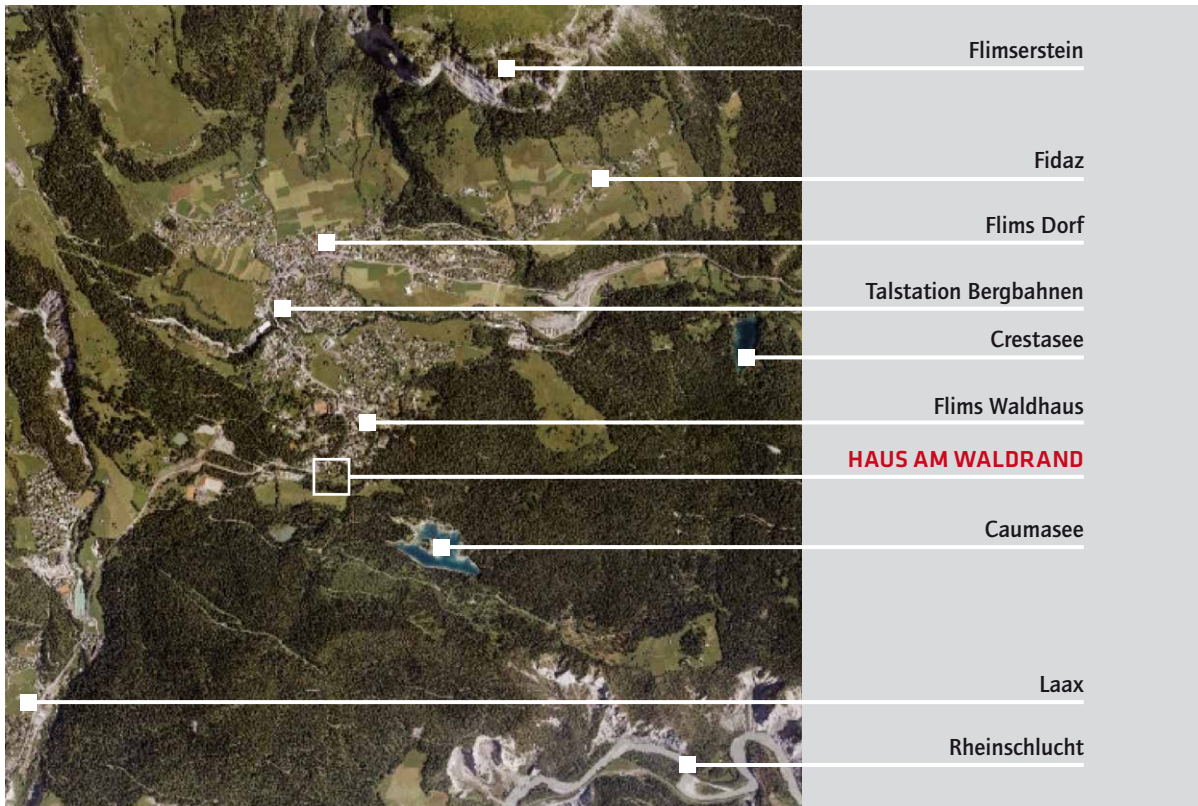 Flimserstein
Fidaz
Flims Dorf
Talstation Bergbahnen
Crestasee
Flims Waldhaus
HAUS AM WALDRAND
Caumasee
Laax
Rheinschlucht